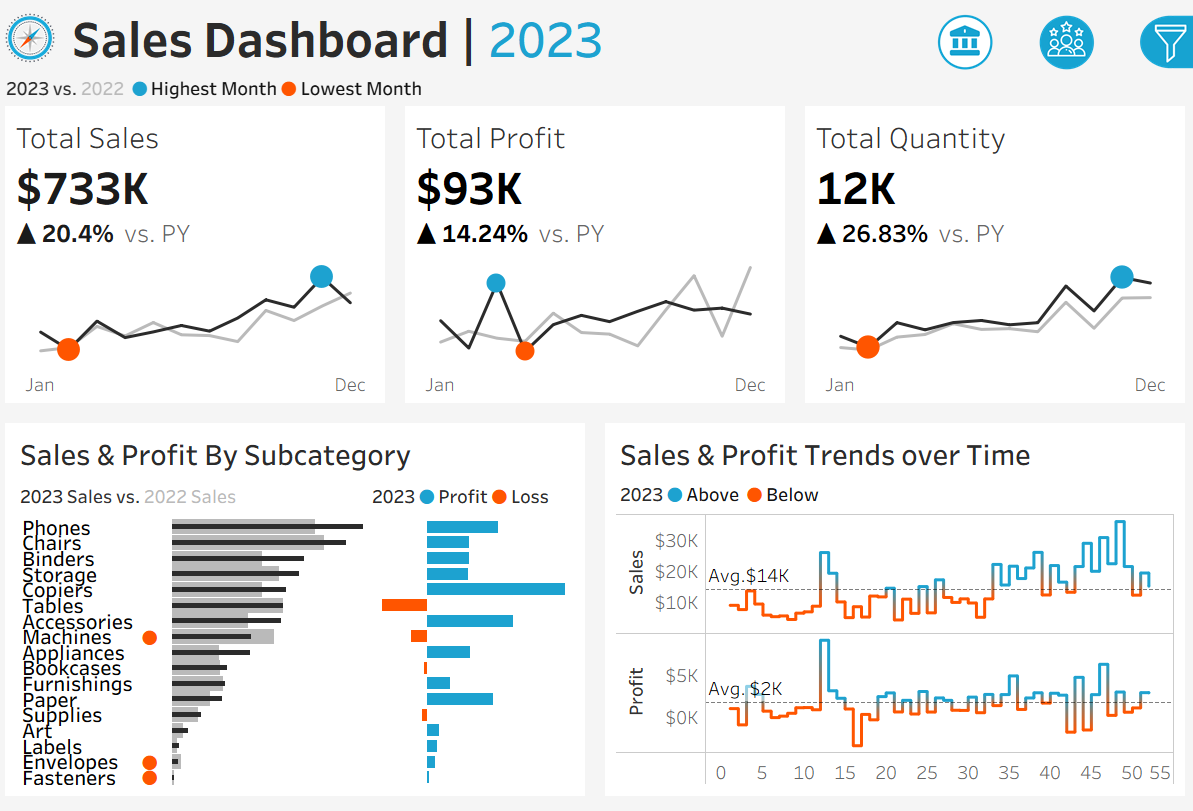 Sales Dashboard | 2023
2023 vs. 2022 Highest Month Lowest Month
Total Sales
$733K
▲ 20.4% vs. PY
Jan Dec
Total Profit
$93K
▲ 14.24% vs. PY
Jan Dec
Total Quantity
12K
▲ 26.83% vs. PY
Jan Dec
Sales & Profit By Subcategory
2023 Sales vs. 2022 Sales
2023 Profit Loss
Phones
Chairs
Binders
Storage
Copiers
Tables
Accessories
Machines
Appliances
Bookcases
Furnishings
Paper
Supplies
Art
Labels
Envelopes
Fasteners
Sales & Profit Trends over Time
2023 Above Below
Sales
$30K
$20K
$10K
Avg.$14K
Profit
$5K
$0K
Avg.$2K
0 5 10 15 20 25 30 35 40 45 50 55